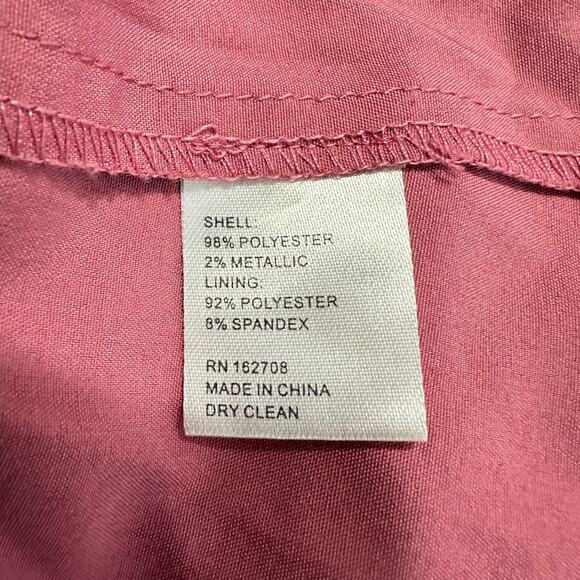 SHELL:
98% POLYESTER
2% METALLIC
LINING:
92% POLYESTER
8% SPANDEX
RN 162708
MADE IN CHINA
DRY CLEAN